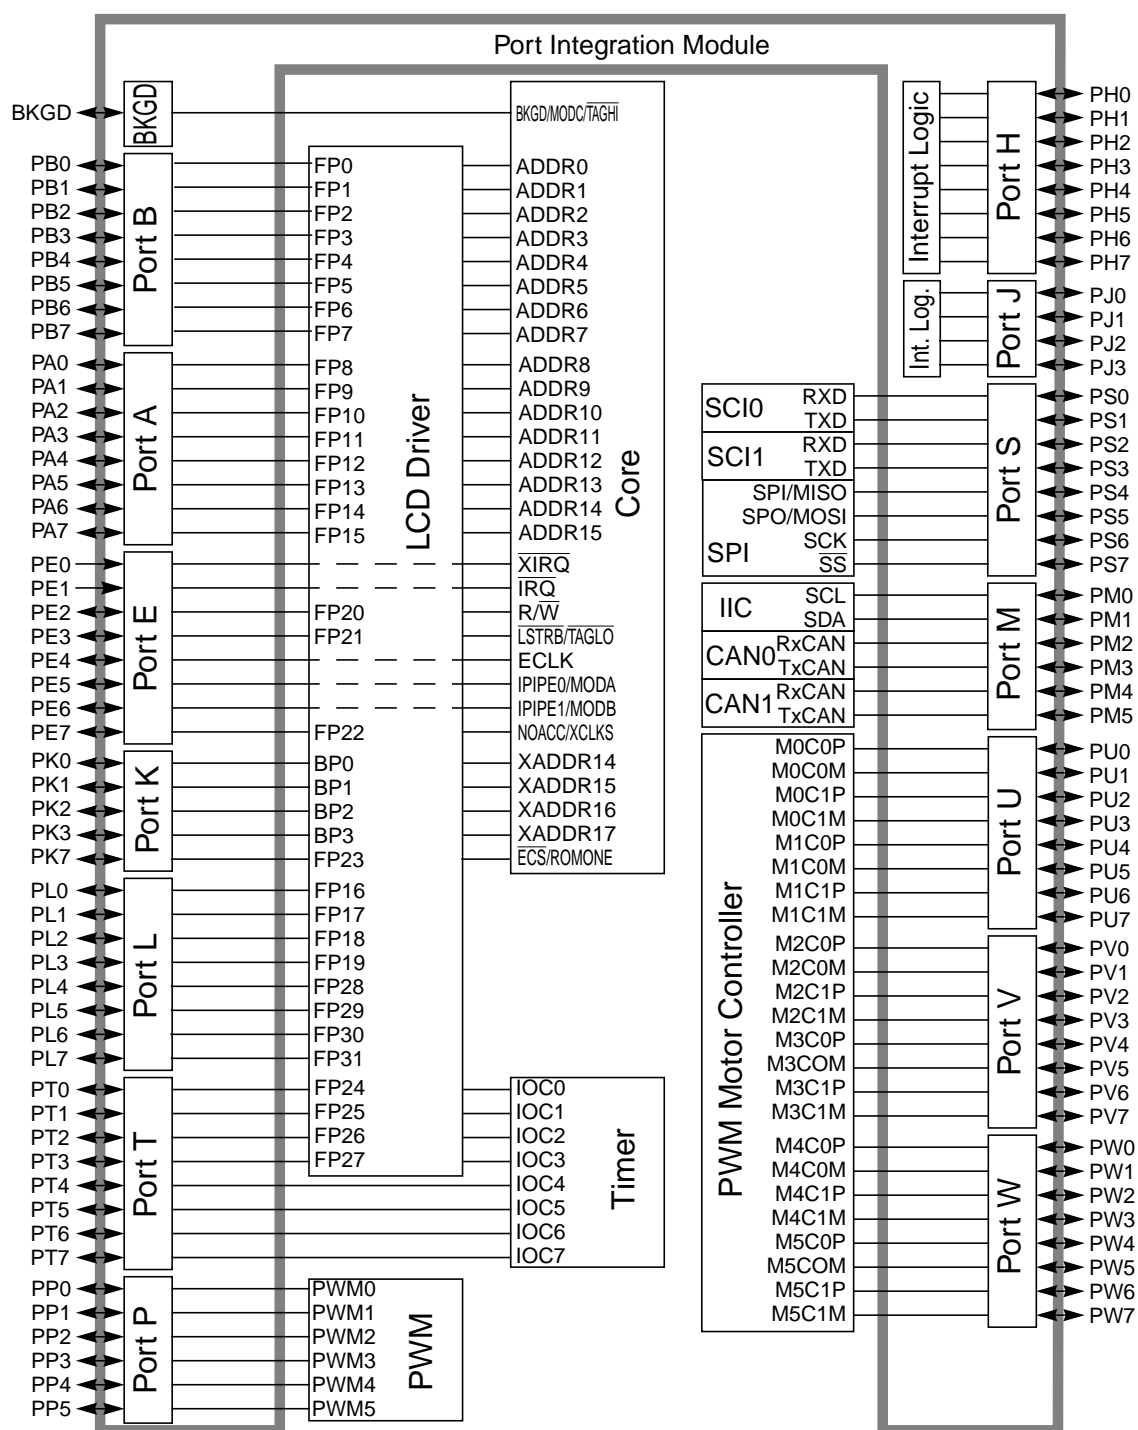 Port Integration Module
BKGD
BKGD
BKGD/MODC/TAGHI
PB0
PB1
PB2
PB3
PB4
PB5
PB6
PB7
Port B
FP0
FP1
FP2
FP3
FP4
FP5
FP6
FP7
ADDR0
ADDR1
ADDR2
ADDR3
ADDR4
ADDR5
ADDR6
ADDR7
PA0
PA1
PA2
PA3
PA4
PA5
PA6
PA7
Port A
FP8
FP9
FP10
FP11
FP12
FP13
FP14
FP15
LCD Driver
ADDR8
ADDR9
ADDR10
ADDR11
ADDR12
ADDR13
ADDR14
ADDR15
Core
PE0
PE1
PE2
PE3
PE4
PE5
PE6
PE7
Port E
FP20
FP21
FP22
XIRQ
IRQ
R/W
LSTRB/TAGLO
ECLK
IPIPE0/MODA
IPIPE1/MODB
NOACC/XCLKS
PK0
PK1
PK2
PK3
PK7
Port K
BP0
BP1
BP2
BP3
FP23
XADDR14
XADDR15
XADDR16
XADDR17
ECS/ROMONE
PL0
PL1
PL2
PL3
PL4
PL5
PL6
PL7
Port L
FP16
FP17
FP18
FP19
FP28
FP29
FP30
FP31
PT0
PT1
PT2
PT3
PT4
PT5
PT6
PT7
Port T
FP24
FP25
FP26
FP27
IOC0
IOC1
IOC2
IOC3
IOC4
IOC5
IOC6
IOC7
Timer
PP0
PP1
PP2
PP3
PP4
PP5
Port P
PWM0
PWM1
PWM2
PWM3
PWM4
PWM5
PWM
Interrupt Logic
Port H
PH0
PH1
PH2
PH3
PH4
PH5
PH6
PH7
Int. Log.
Port J
PJ0
PJ1
PJ2
PJ3
SCI0
RXD
TXD
SCI1
RXD
TXD
SPI/MISO
SPO/MOSI
SPI
SCK
SS
Port S
PS0
PS1
PS2
PS3
PS4
PS5
PS6
PS7
IIC
SCL
SDA
CAN0
RxCAN
TxCAN
CAN1
RxCAN
TxCAN
Port M
PM0
PM1
PM2
PM3
PM4
PM5
PWM Motor Controller
M0C0P
M0C0M
M0C1P
M0C1M
M1C0P
M1C0M
M1C1P
M1C1M
Port U
PU0
PU1
PU2
PU3
PU4
PU5
PU6
PU7
M2C0P
M2C0M
M2C1P
M2C1M
M3C0P
M3COM
M3C1P
M3C1M
Port V
PV0
PV1
PV2
PV3
PV4
PV5
PV6
PV7
M4C0P
M4C0M
M4C1P
M4C1M
M5C0P
M5COM
M5C1P
M5C1M
Port W
PW0
PW1
PW2
PW3
PW4
PW5
PW6
PW7